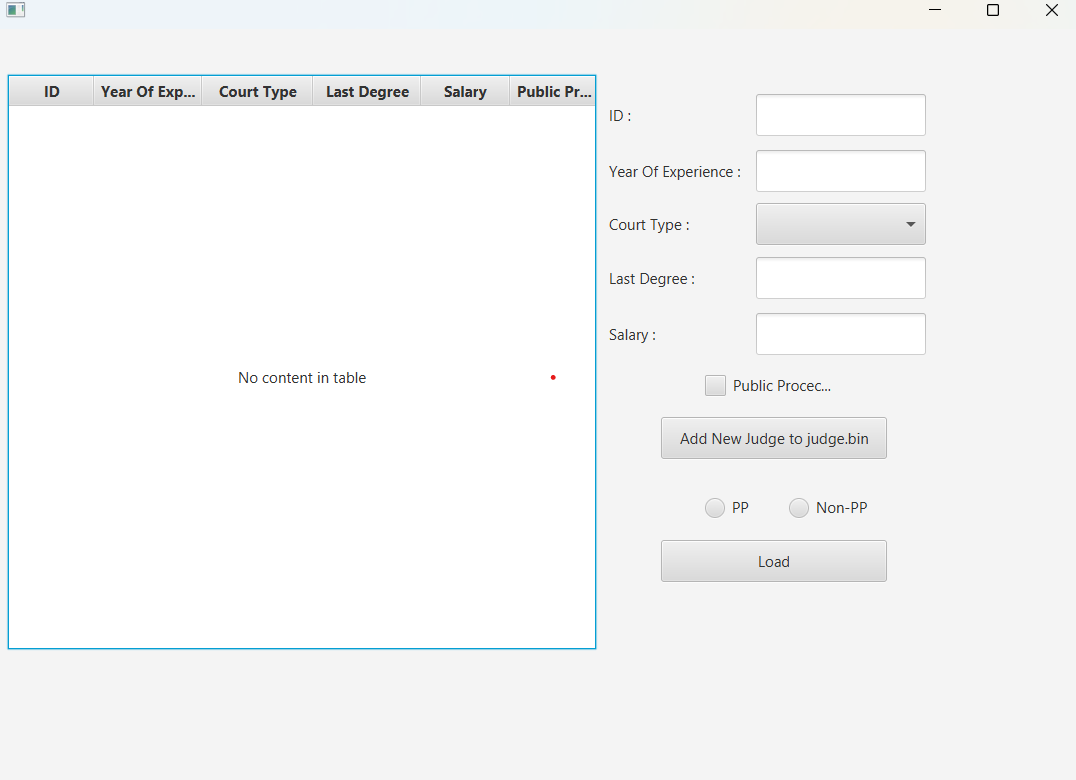 ID
Year Of Exp...
Court Type
Last Degree
Salary
Public Pr...
No content in table
ID :
Year Of Experience :
Court Type :
Last Degree :
Salary :
Public Procec...
Add New Judge to judge.bin
PP
Non-PP
Load